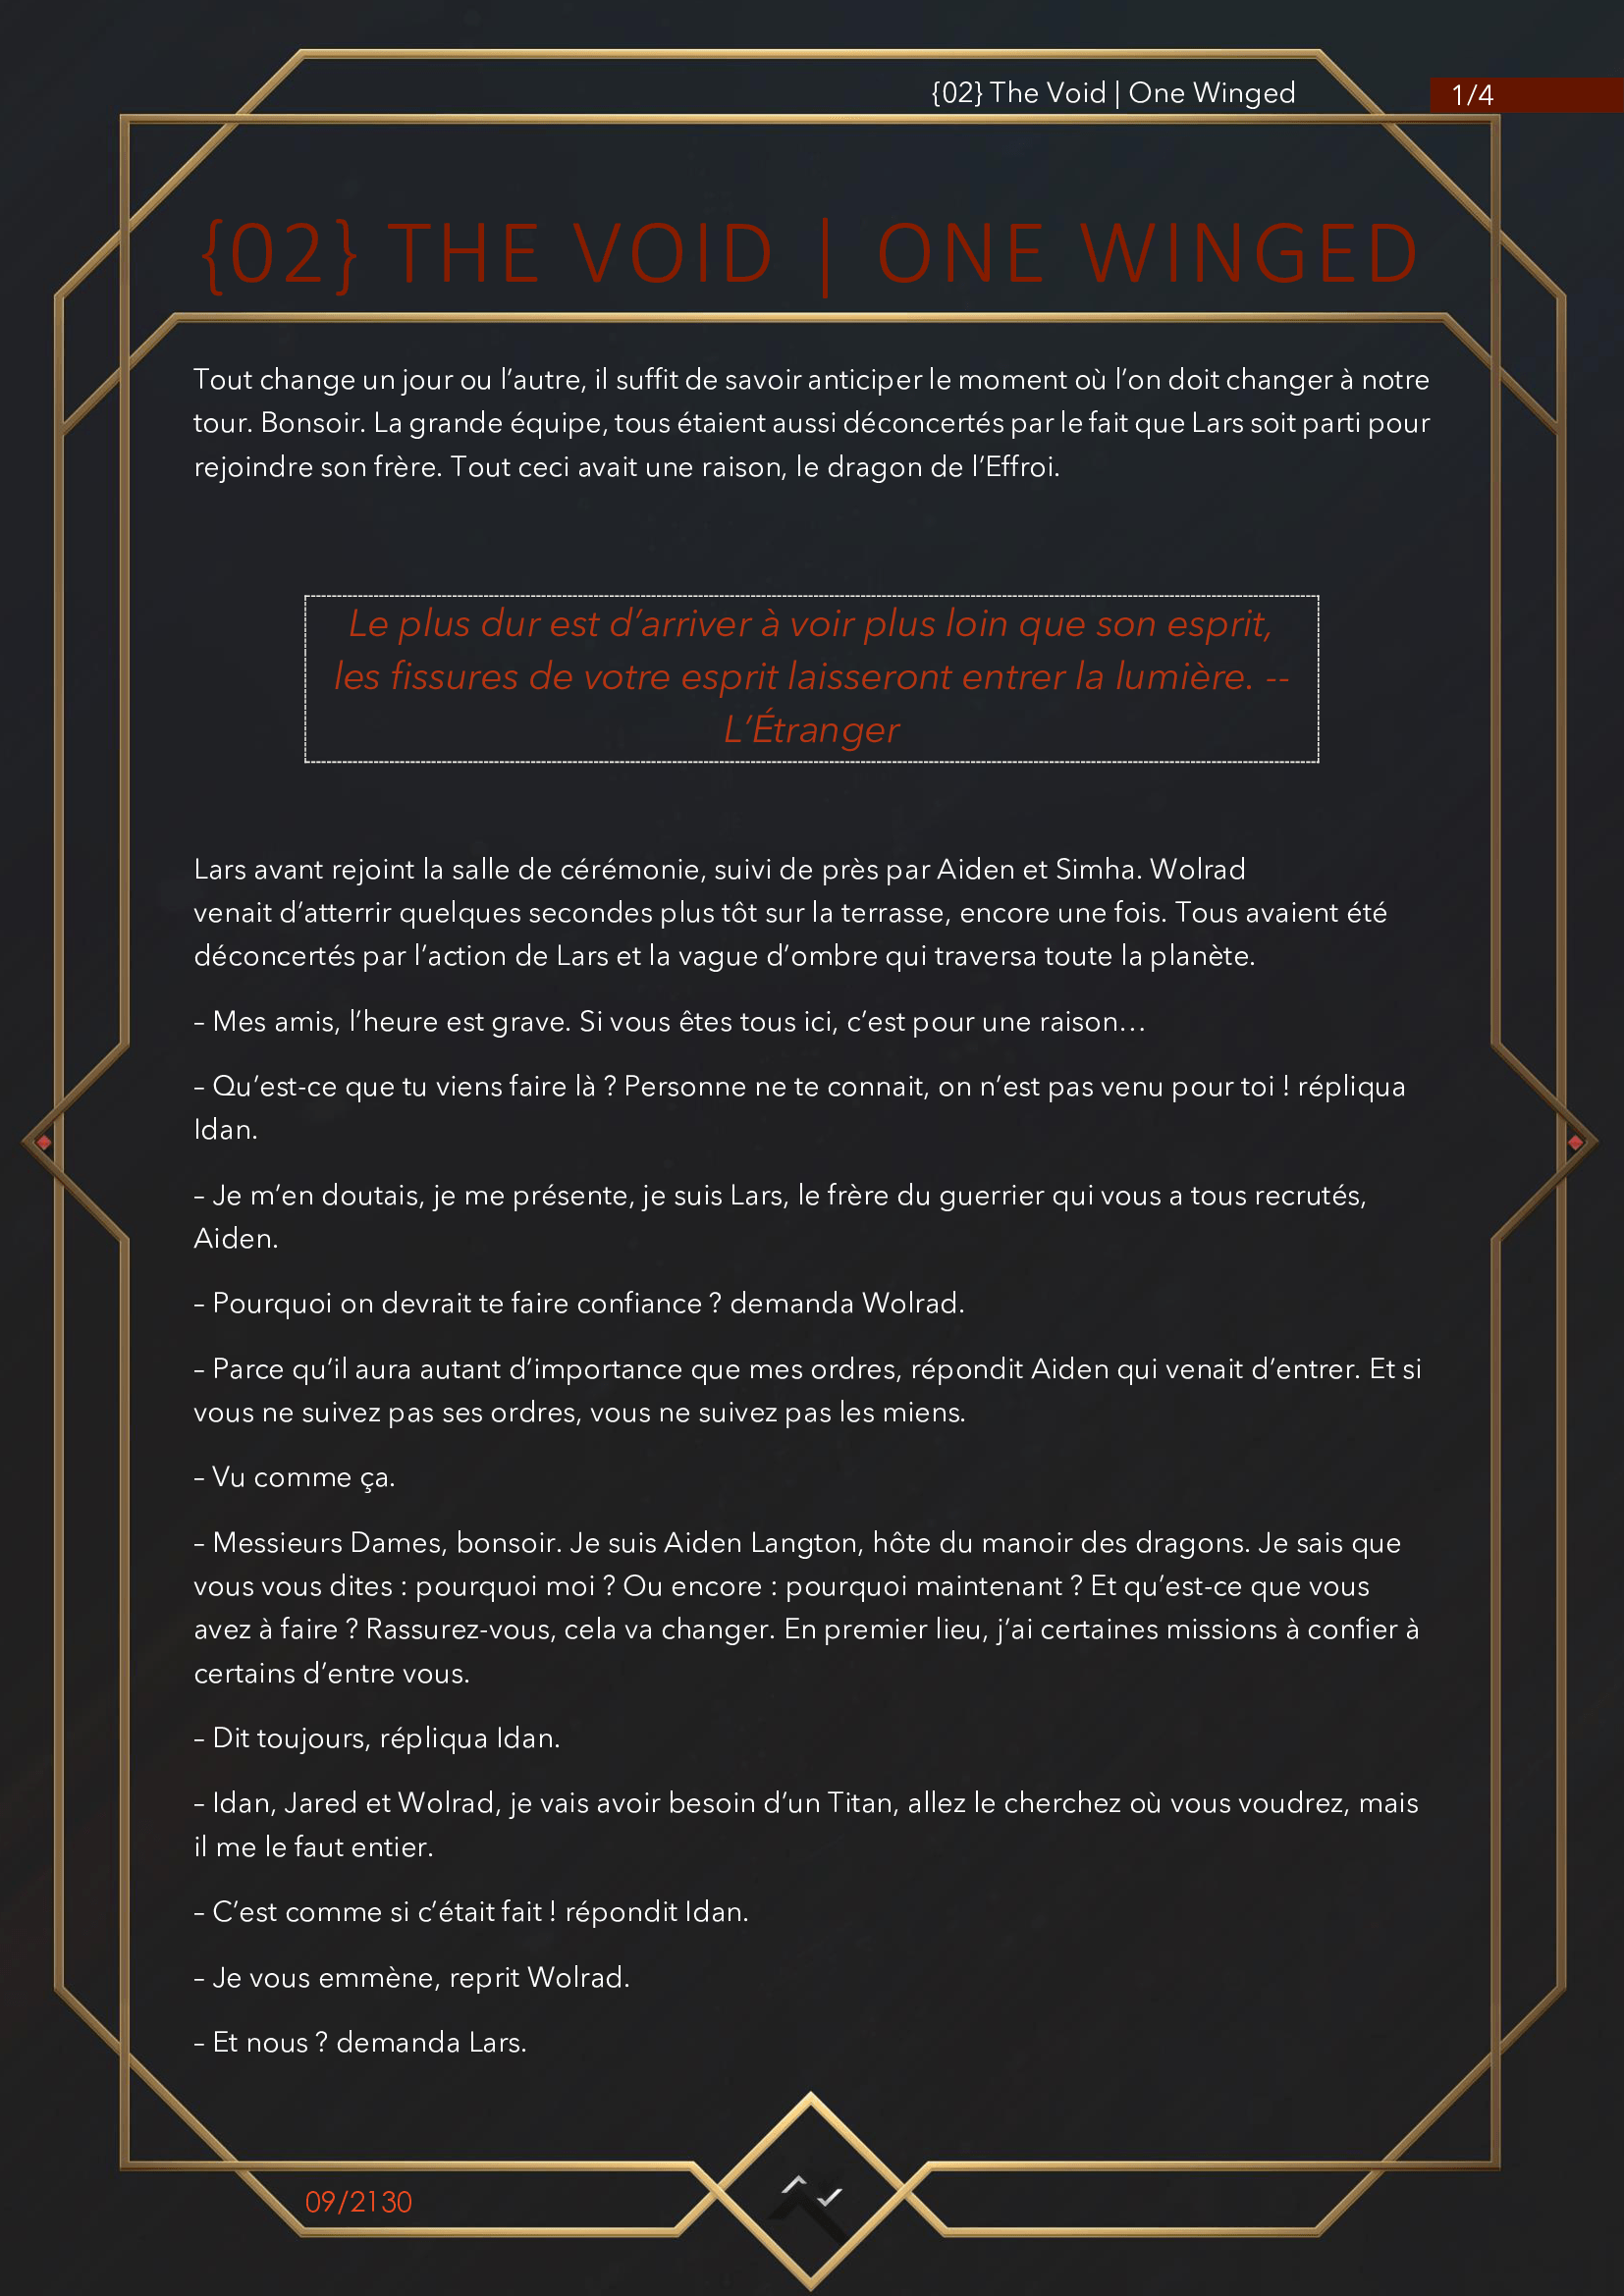 {02} The Void | One Winged
1/4
{02} THE VOID | ONE WINGED
Tout change un jour ou l’autre, il suffit de savoir anticiper le moment où l’on doit changer à notre
tour. Bonsoir. La grande équipe, tous étaient aussi déconcertés par le fait que Lars soit parti pour
rejoindre son frère. Tout ceci avait une raison, le dragon de l’Effroi.
Le plus dur est d’arriver à voir plus loin que son esprit,
les fissures de votre esprit laisseront entrer la lumière. --
L’Étranger
Lars avant rejoint la salle de cérémonie, suivi de près par Aiden et Simha. Wolrad
venait d’atterrir quelques secondes plus tôt sur la terrasse, encore une fois. Tous avaient été
déconcertés par l’action de Lars et la vague d’ombre qui traversa toute la planète.
– Mes amis, l’heure est grave. Si vous êtes tous ici, c’est pour une raison…
– Qu’est-ce que tu viens faire là ? Personne ne te connait, on n’est pas venu pour toi ! répliqua
Idan.
– Je m’en doutais, je me présente, je suis Lars, le frère du guerrier qui vous a tous recrutés,
Aiden.
– Pourquoi on devrait te faire confiance ? demanda Wolrad.
– Parce qu’il aura autant d’importance que mes ordres, répondit Aiden qui venait d’entrer. Et si
vous ne suivez pas ses ordres, vous ne suivez pas les miens.
– Vu comme ça.
– Messieurs Dames, bonsoir. Je suis Aiden Langton, hôte du manoir des dragons. Je sais que
vous vous dites : pourquoi moi ? Ou encore : pourquoi maintenant ? Et qu’est-ce que vous
avez à faire ? Rassurez-vous, cela va changer. En premier lieu, j’ai certaines missions à confier à
certains d’entre vous.
– Dit toujours, répliqua Idan.
– Idan, Jared et Wolrad, je vais avoir besoin d’un Titan, allez le cherchez où vous voudrez, mais
il me le faut entier.
– C’est comme si c’était fait ! répondit Idan.
– Je vous emmène, reprit Wolrad.
– Et nous ? demanda Lars.
09/2130